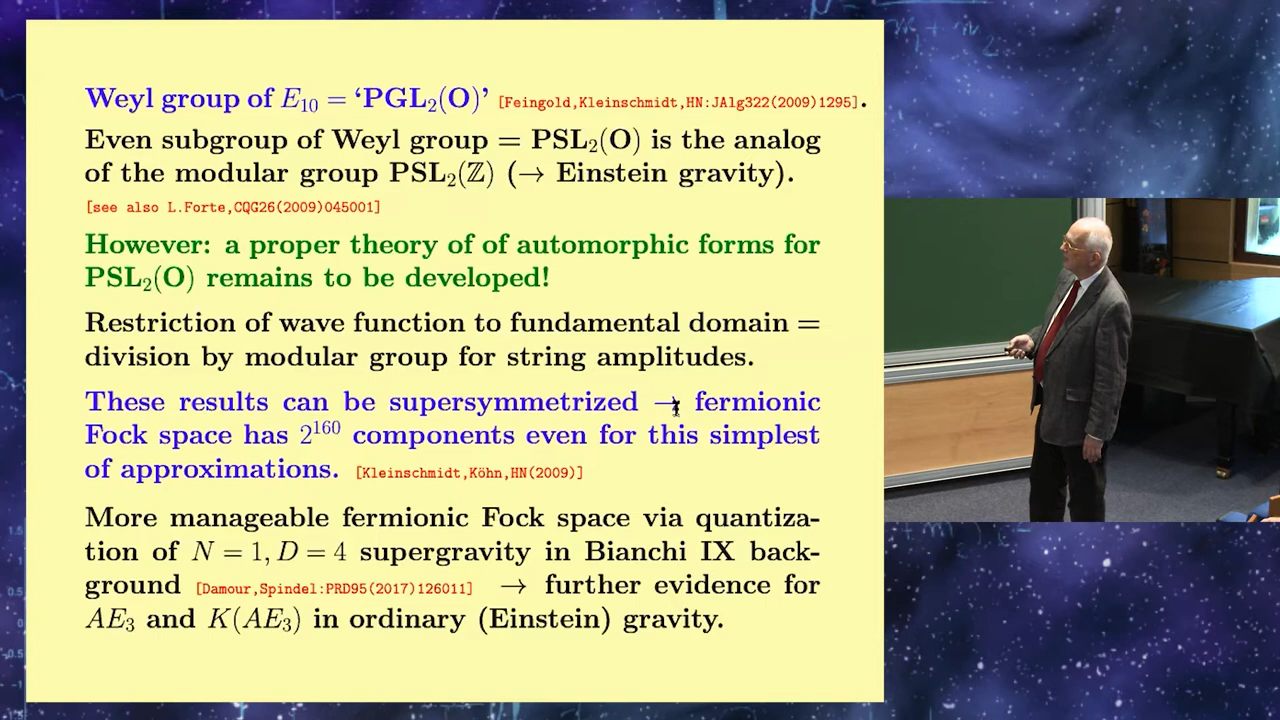 Weyl group of E₁₀ = ‘PGL₂(O)’ [Feingold,Kleinschmidt,HN:JAlg322(2009)1295].
Even subgroup of Weyl group = PSL₂(O) is the analog
of the modular group PSL₂(ℤ) (→ Einstein gravity).
[see also L.Forte,CQG26(2009)045001]
However: a proper theory of of automorphic forms for
PSL₂(O) remains to be developed!
Restriction of wave function to fundamental domain =
division by modular group for string amplitudes.
These results can be supersymmetrized → fermionic
Fock space has 2¹⁶⁰ components even for this simplest
of approximations. [Kleinschmidt,Köhn,HN(2009)]
More manageable fermionic Fock space via quantiza-
tion of N = 1, D = 4 supergravity in Bianchi IX back-
ground [Damour,Spindel:PRD95(2017)126011] → further evidence for
AE₃ and K(AE₃) in ordinary (Einstein) gravity.